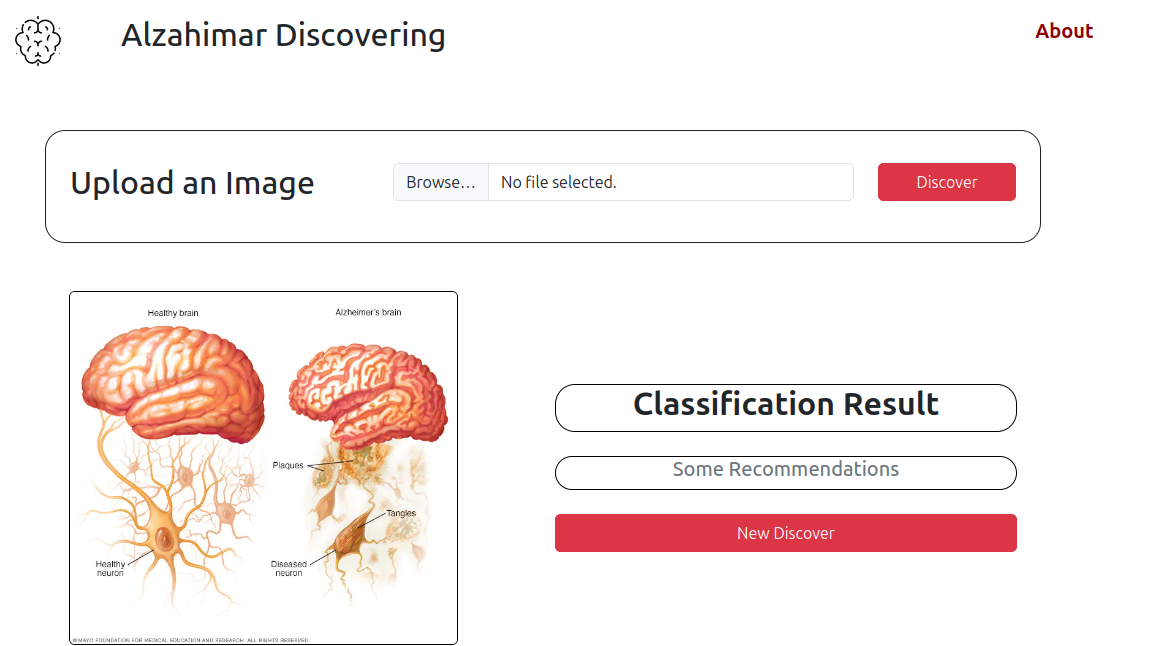 Alzahimar Discovering
About
Upload an Image
Browse…
No file selected.
Discover
Healthy brain
Alzheimer's brain
Plaques
Tangles
Healthy
neuron
Diseased
neuron
© MAYO FOUNDATION FOR MEDICAL EDUCATION AND RESEARCH. ALL RIGHTS RESERVED.
Classification Result
Some Recommendations
New Discover